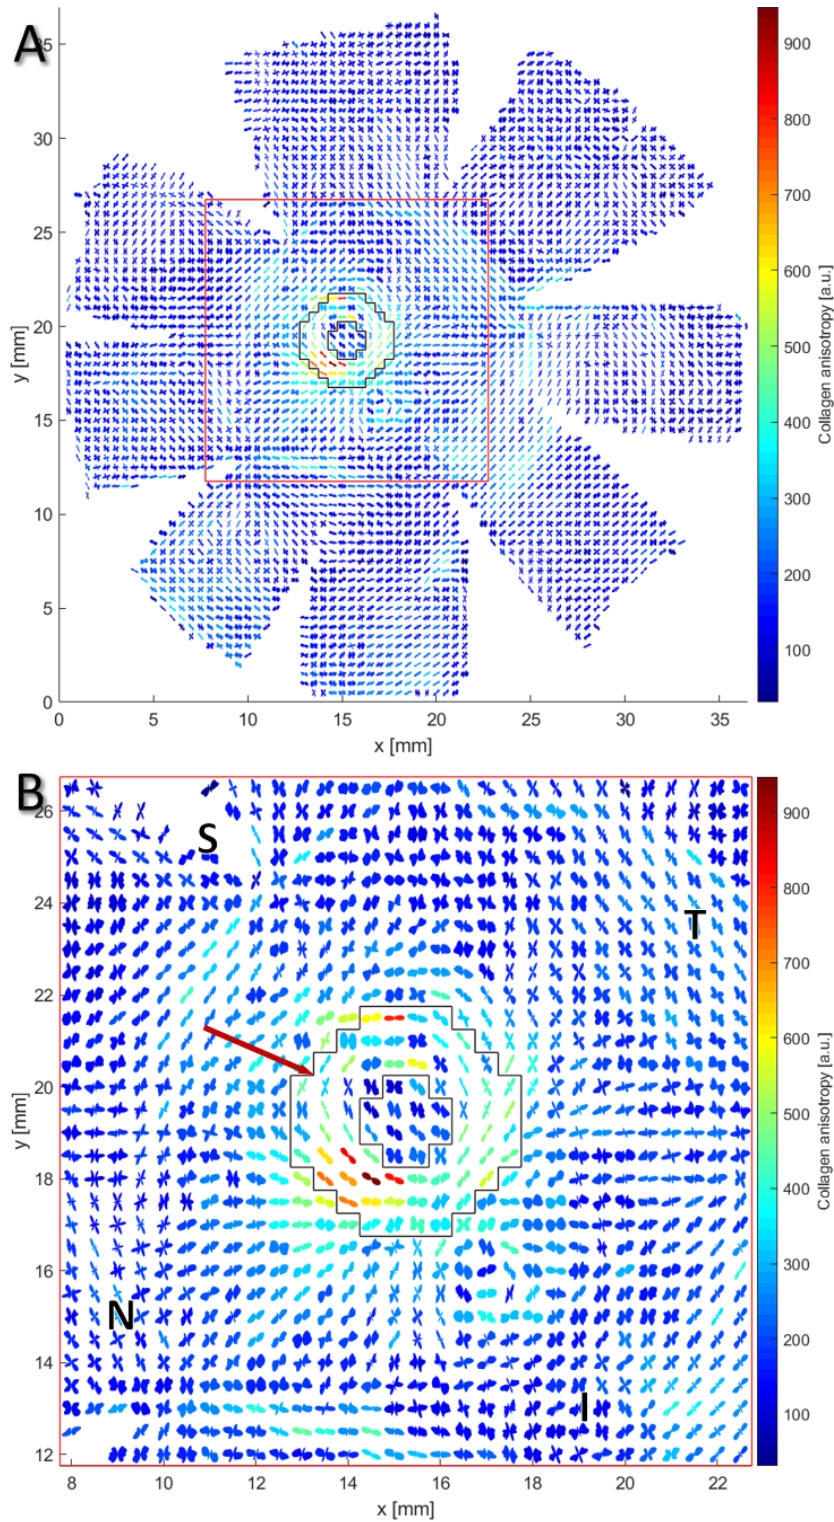 A
35
30
25
20
15
10
5
0
y [mm]
0 5 10 15 20 25 30 35
x [mm]
900
800
700
600
500
400
300
200
100
Collagen anisotropy [a.u.]
B
S
T
N
I
26
24
22
20
18
16
14
12
y [mm]
8 10 12 14 16 18 20 22
x [mm]
900
800
700
600
500
400
300
200
100
Collagen anisotropy [a.u.]